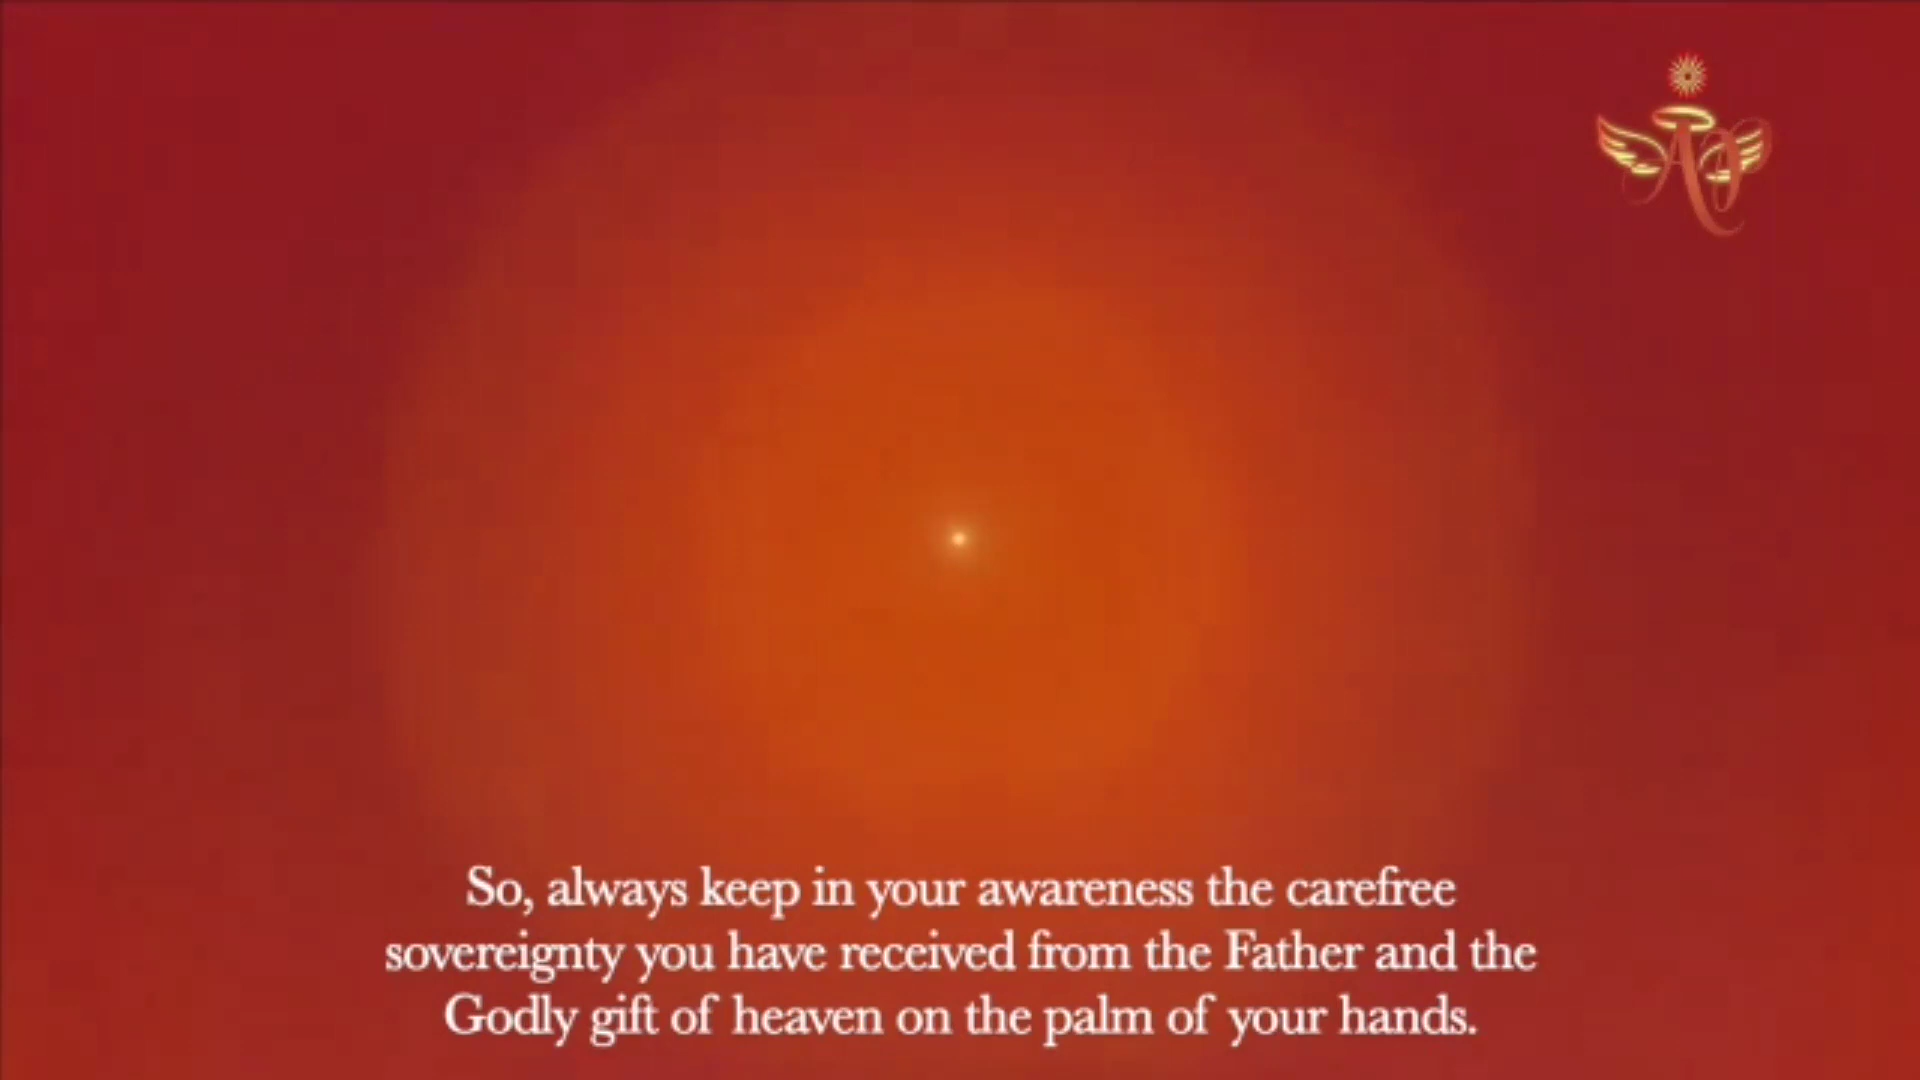 So, always keep in your awareness the carefree
sovereignty you have received from the Father and the
Godly gift of heaven on the palm of your hands.